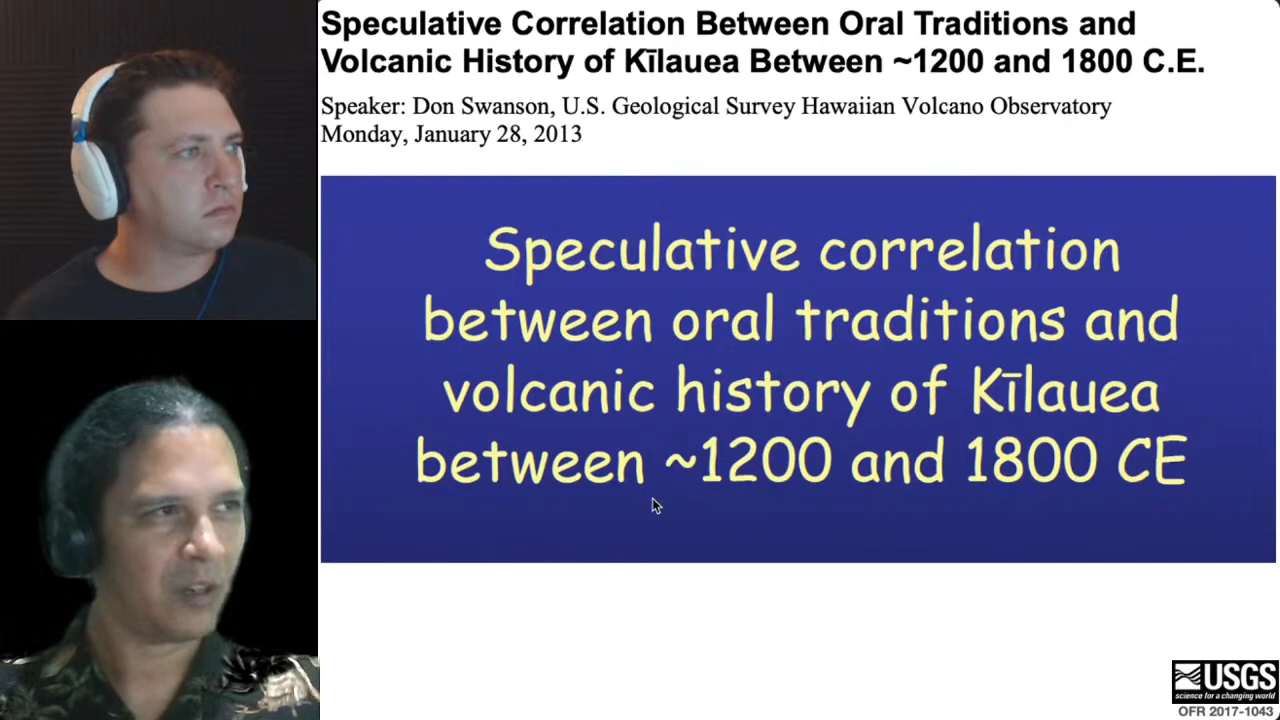 Speculative Correlation Between Oral Traditions and
Volcanic History of Kīlauea Between ~1200 and 1800 C.E.
Speaker: Don Swanson, U.S. Geological Survey Hawaiian Volcano Observatory
Monday, January 28, 2013
Speculative correlation
between oral traditions and
volcanic history of Kīlauea
between ~1200 and 1800 CE
USGS
science for a changing world
OFR 2017-1043